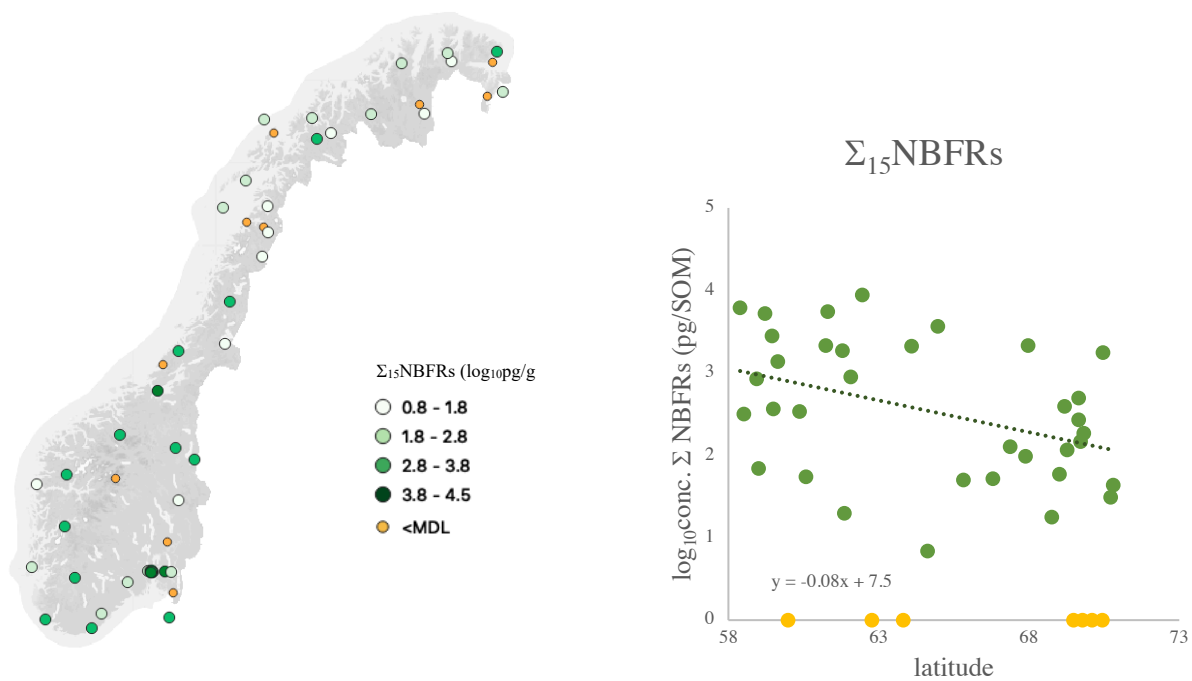 Σ₁₅NBFRs (log₁₀pg/g
0.8 - 1.8
1.8 - 2.8
2.8 - 3.8
3.8 - 4.5
<MDL
Σ₁₅NBFRs
log₁₀conc. Σ NBFRs (pg/SOM)
5
4
3
2
1
0
y = -0.08x + 7.5
58 63 68 73
latitude